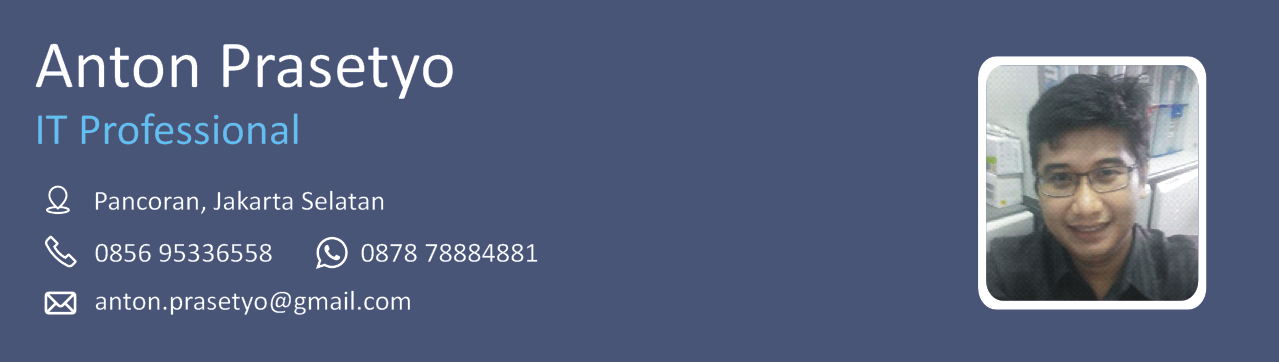 Anton Prasetyo
IT Professional
Pancoran, Jakarta Selatan
0856 95336558 0878 78884881
anton.prasetyo@gmail.com